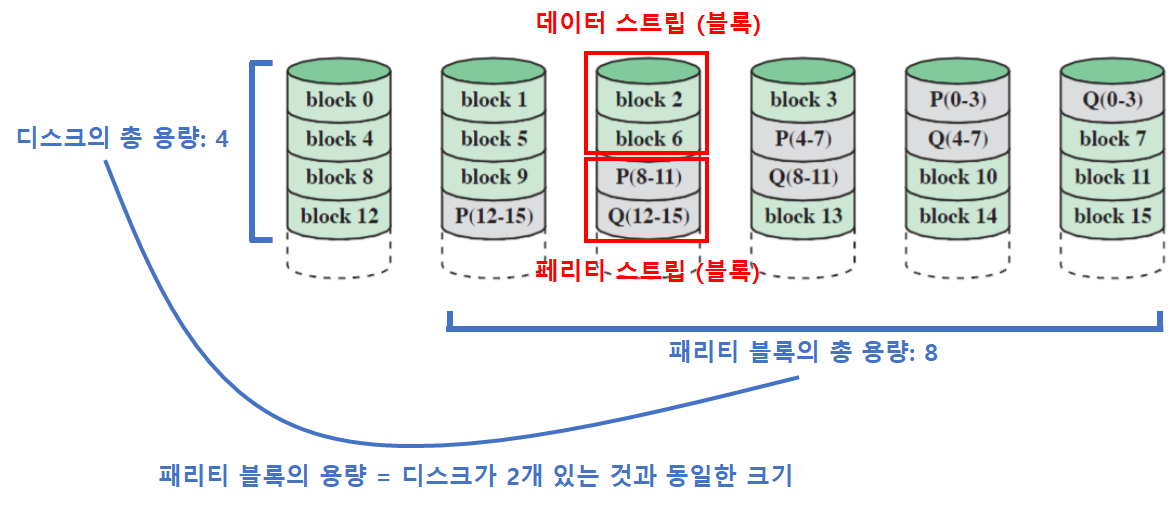 데이터 스트립 (블록)
디스크의 총 용량: 4
block 0 block 1 block 2 block 3 P(0-3) Q(0-3)
block 4 block 5 block 6 P(4-7) Q(4-7) block 7
block 8 block 9 P(8-11) Q(8-11) block 10 block 11
block 12 P(12-15) Q(12-15) block 13 block 14 block 15
페리티 스트립 (블록)
패리티 블록의 총 용량: 8
패리티 블록의 용량 = 디스크가 2개 있는 것과 동일한 크기